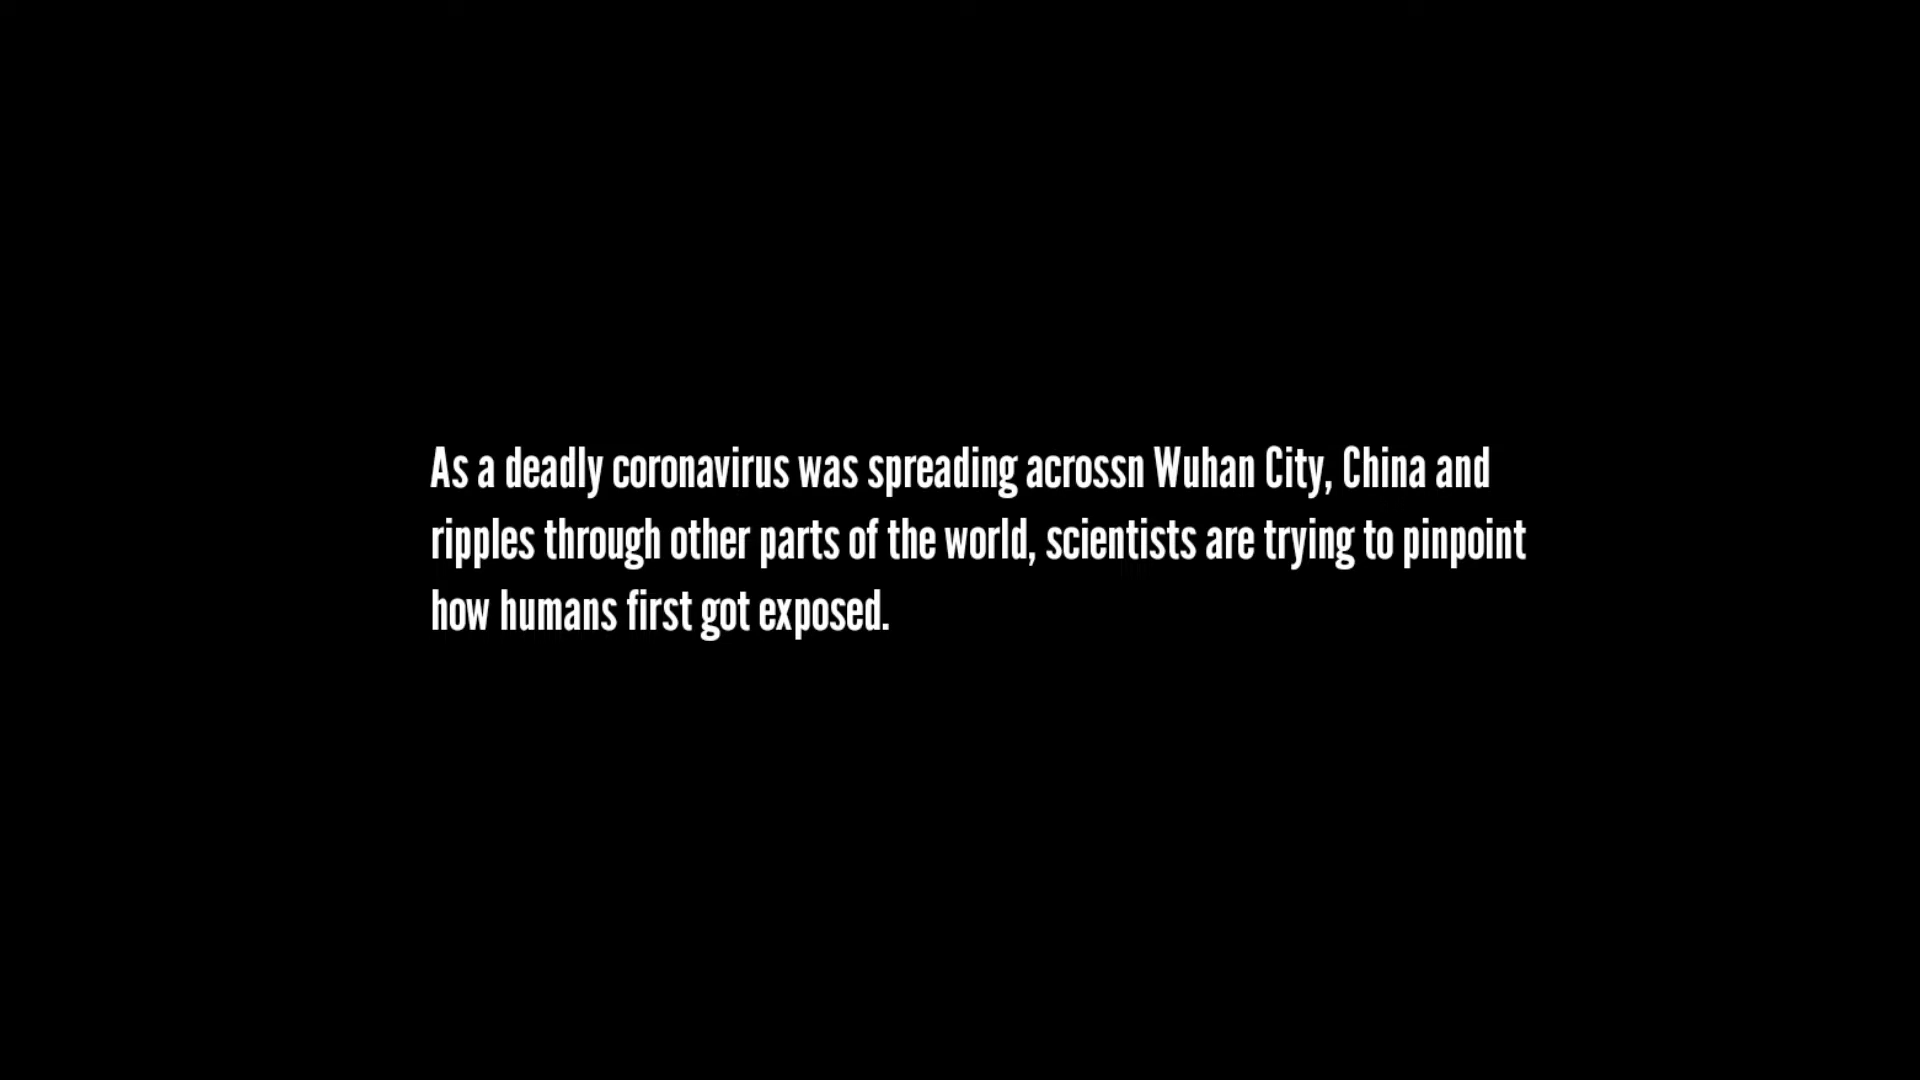 As a deadly coronavirus was spreading acrossn Wuhan City, China and
ripples through other parts of the world, scientists are trying to pinpoint
how humans first got exposed.